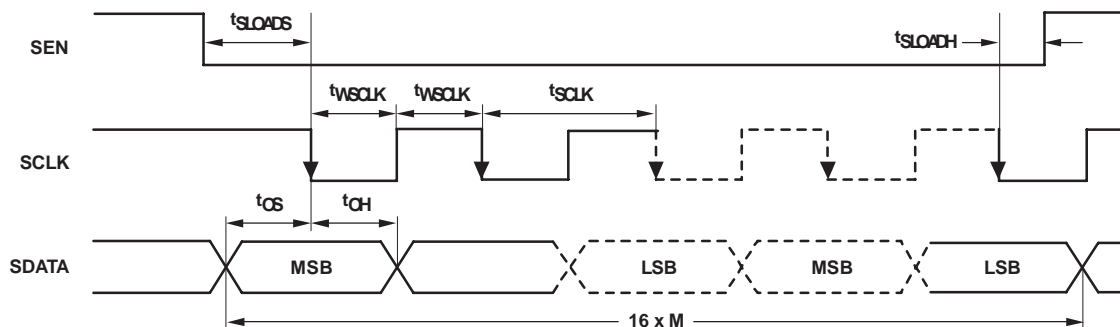 tSLOADS
SEN
tSLOADH
tWSCLK tWSCLK tSCLK
SCLK
tOS tOH
SDATA MSB LSB MSB LSB
16 x M